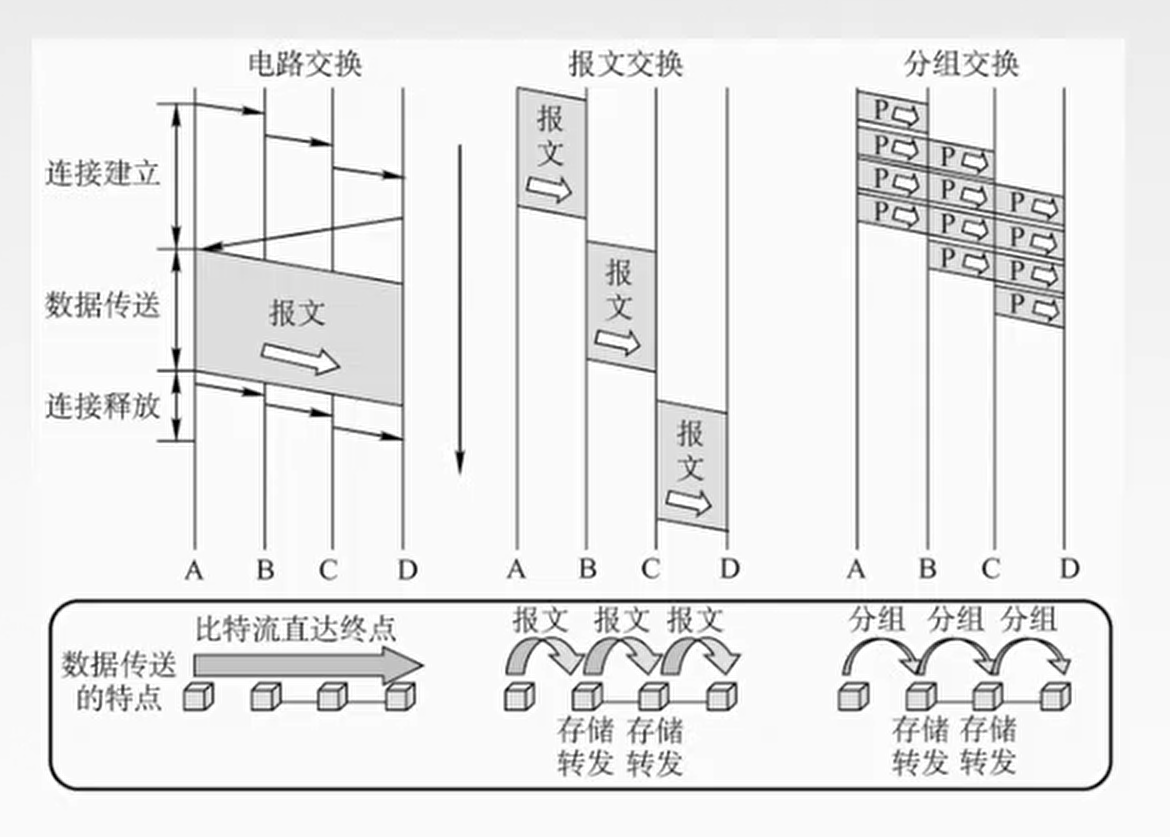 电路交换
报文交换
分组交换
连接建立
数据传送
连接释放
报文
A B C D
报
文
报
文
报
文
A B C D
P
P
P
P
P
P
P
P
P
P
P
P
A B C D
数据传送
的特点
比特流直达终点
报文 报文 报文
存储 存储
转发 转发
分组 分组 分组
存储 存储
转发 转发